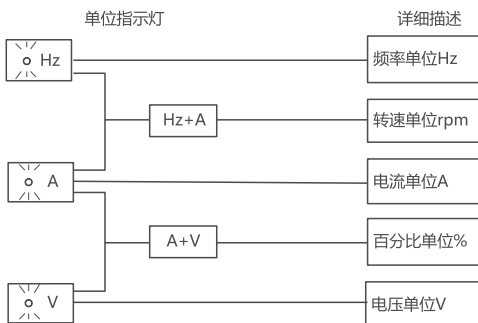 单位指示灯 详细描述
Hz 频率单位Hz
Hz+A 转速单位rpm
A 电流单位A
A+V 百分比单位%
V 电压单位V